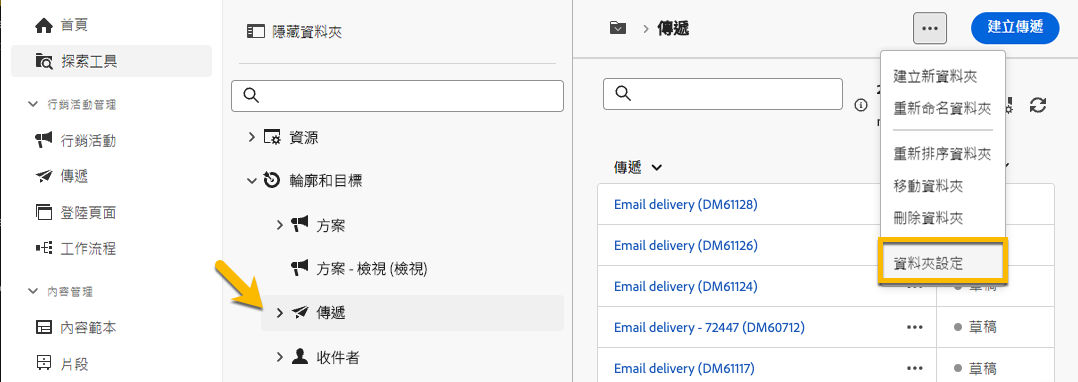 首頁
探索工具
行銷活動管理
行銷活動
傳遞
登陸頁面
工作流程
內容管理
內容範本
片段
隱藏資料夾
資源
輪廓和目標
方案
方案 - 檢視 (檢視)
傳遞
收件者
傳遞
建立傳遞
建立新資料夾
重新命名資料夾
重新排序資料夾
移動資料夾
刪除資料夾
資料夾設定
傳遞
Email delivery (DM61128)
Email delivery (DM61126)
Email delivery (DM61124)
草稿
Email delivery - 72447 (DM60712)
草稿
Email delivery (DM61117)
草稿